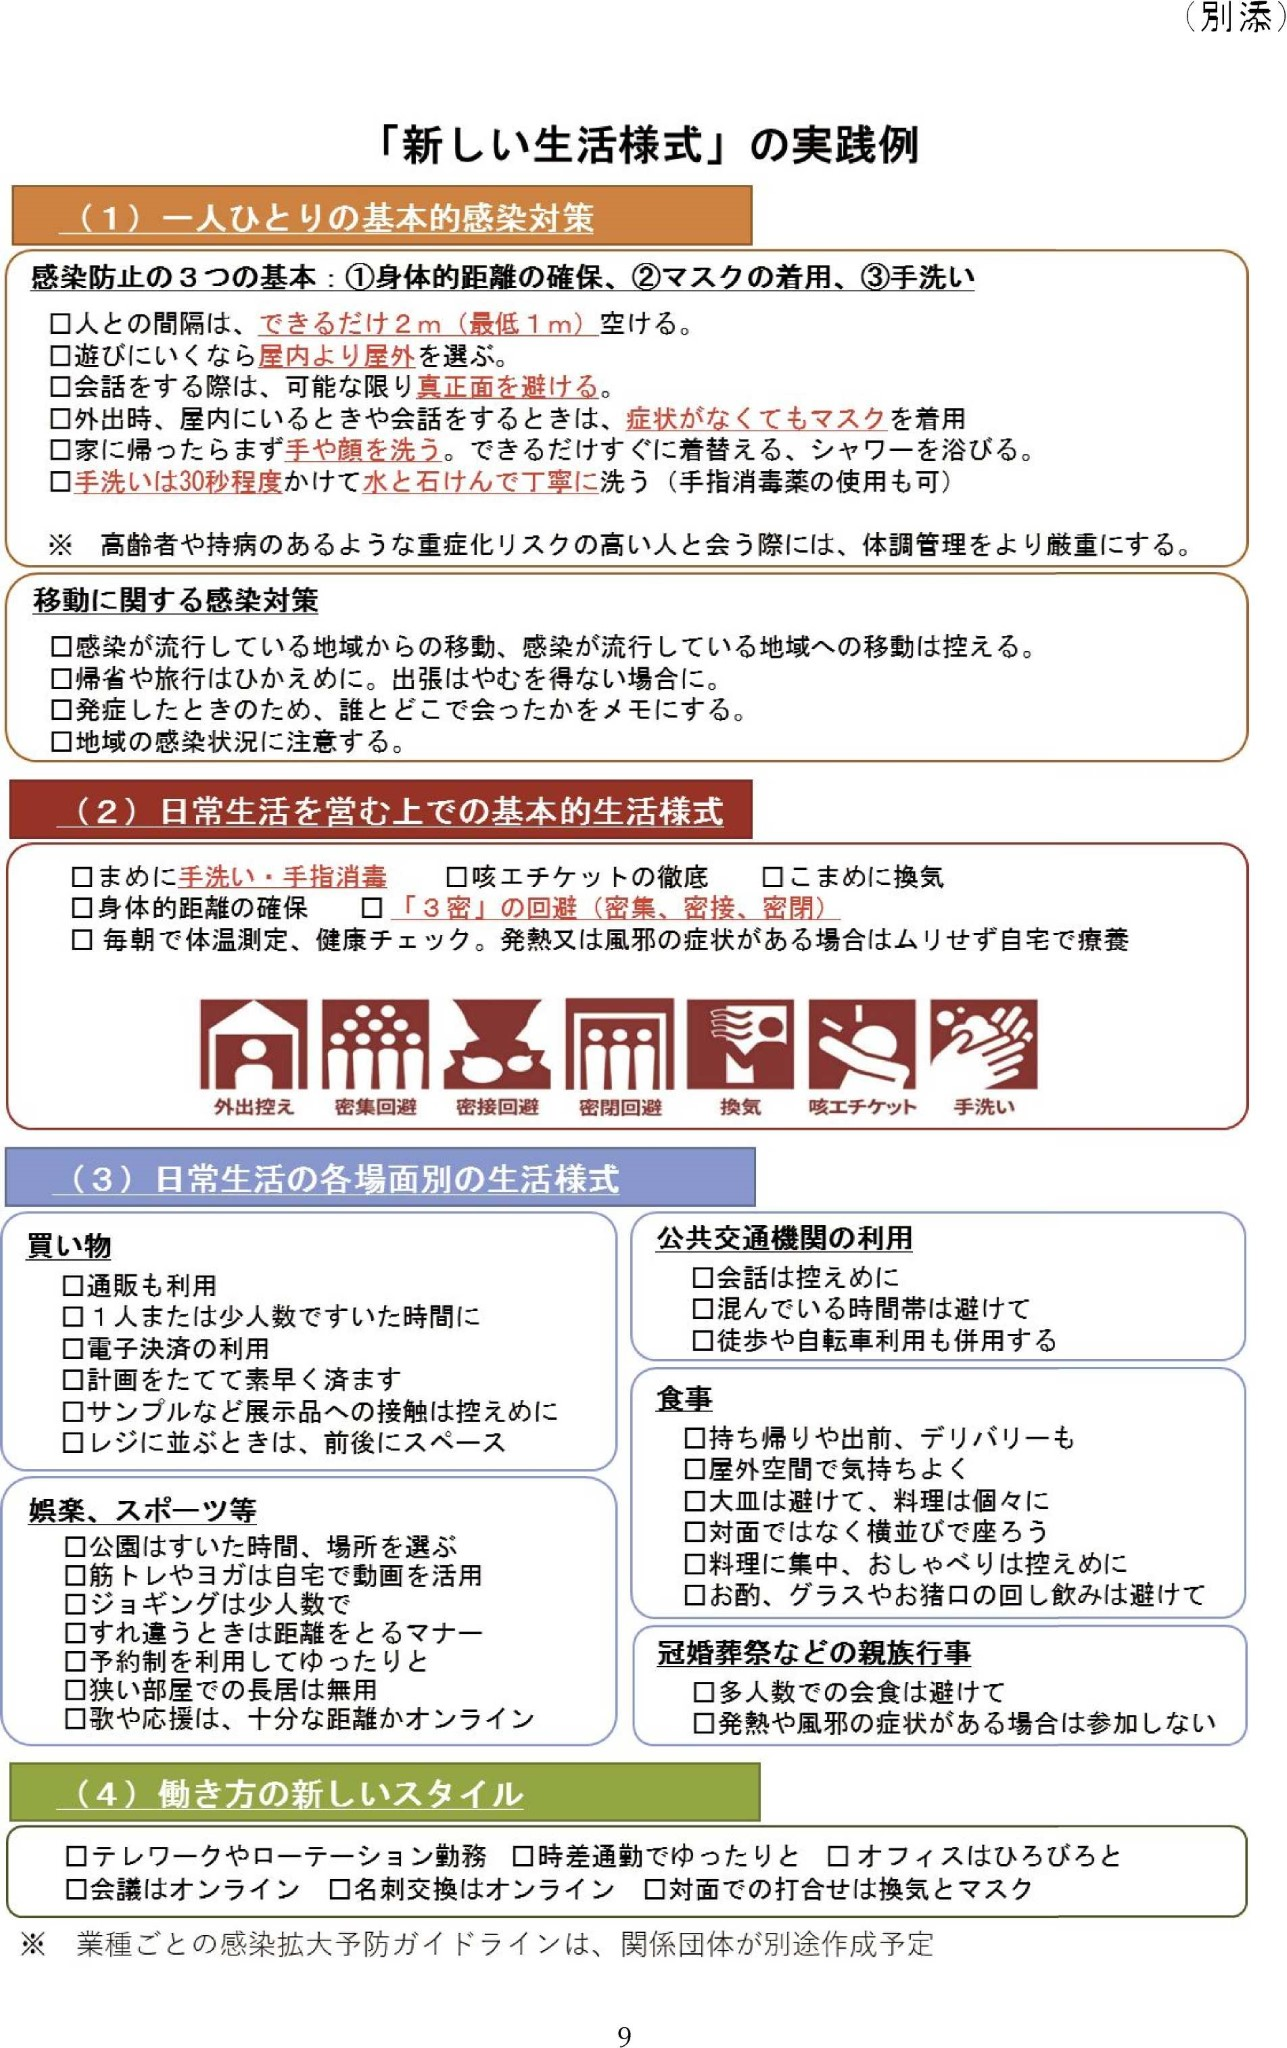 （別添）
「新しい生活様式」の実践例
（１）一人ひとりの基本的感染対策
感染防止の３つの基本：①身体的距離の確保、②マスクの着用、③手洗い
□人との間隔は、できるだけ２ｍ（最低１ｍ）空ける。
□遊びにいくなら屋内より屋外を選ぶ。
□会話をする際は、可能な限り真正面を避ける。
□外出時、屋内にいるときや会話をするときは、症状がなくてもマスクを着用
□家に帰ったらまず手や顔を洗う。できるだけすぐに着替える、シャワーを浴びる。
□手洗いは30秒程度かけて水と石けんで丁寧に洗う（手指消毒薬の使用も可）
※　高齢者や持病のあるような重症化リスクの高い人と会う際には、体調管理をより厳重にする。
移動に関する感染対策
□感染が流行している地域からの移動、感染が流行している地域への移動は控える。
□帰省や旅行はひかえめに。出張はやむを得ない場合に。
□発症したときのため、誰とどこで会ったかをメモにする。
□地域の感染状況に注意する。
（２）日常生活を営む上での基本的生活様式
□まめに手洗い・手指消毒　□咳エチケットの徹底　□こまめに換気
□身体的距離の確保　□「３密」の回避（密集、密接、密閉）
□ 毎朝で体温測定、健康チェック。発熱又は風邪の症状がある場合はムリせず自宅で療養
外出控え　密集回避　密接回避　密閉回避　換気　咳エチケット　手洗い
（３）日常生活の各場面別の生活様式
買い物
□通販も利用
□１人または少人数ですいた時間に
□電子決済の利用
□計画をたてて素早く済ます
□サンプルなど展示品への接触は控えめに
□レジに並ぶときは、前後にスペース
娯楽、スポーツ等
□公園はすいた時間、場所を選ぶ
□筋トレやヨガは自宅で動画を活用
□ジョギングは少人数で
□すれ違うときは距離をとるマナー
□予約制を利用してゆったりと
□狭い部屋での長居は無用
□歌や応援は、十分な距離かオンライン
公共交通機関の利用
□会話は控えめに
□混んでいる時間帯は避けて
□徒歩や自転車利用も併用する
食事
□持ち帰りや出前、デリバリーも
□屋外空間で気持ちよく
□大皿は避けて、料理は個々に
□対面ではなく横並びで座ろう
□料理に集中、おしゃべりは控えめに
□お酌、グラスやお猪口の回し飲みは避けて
冠婚葬祭などの親族行事
□多人数での会食は避けて
□発熱や風邪の症状がある場合は参加しない
（４）働き方の新しいスタイル
□テレワークやローテーション勤務　□時差通勤でゆったりと　□ オフィスはひろびろと
□会議はオンライン　□名刺交換はオンライン　□対面での打合せは換気とマスク
※　業種ごとの感染拡大予防ガイドラインは、関係団体が別途作成予定
9